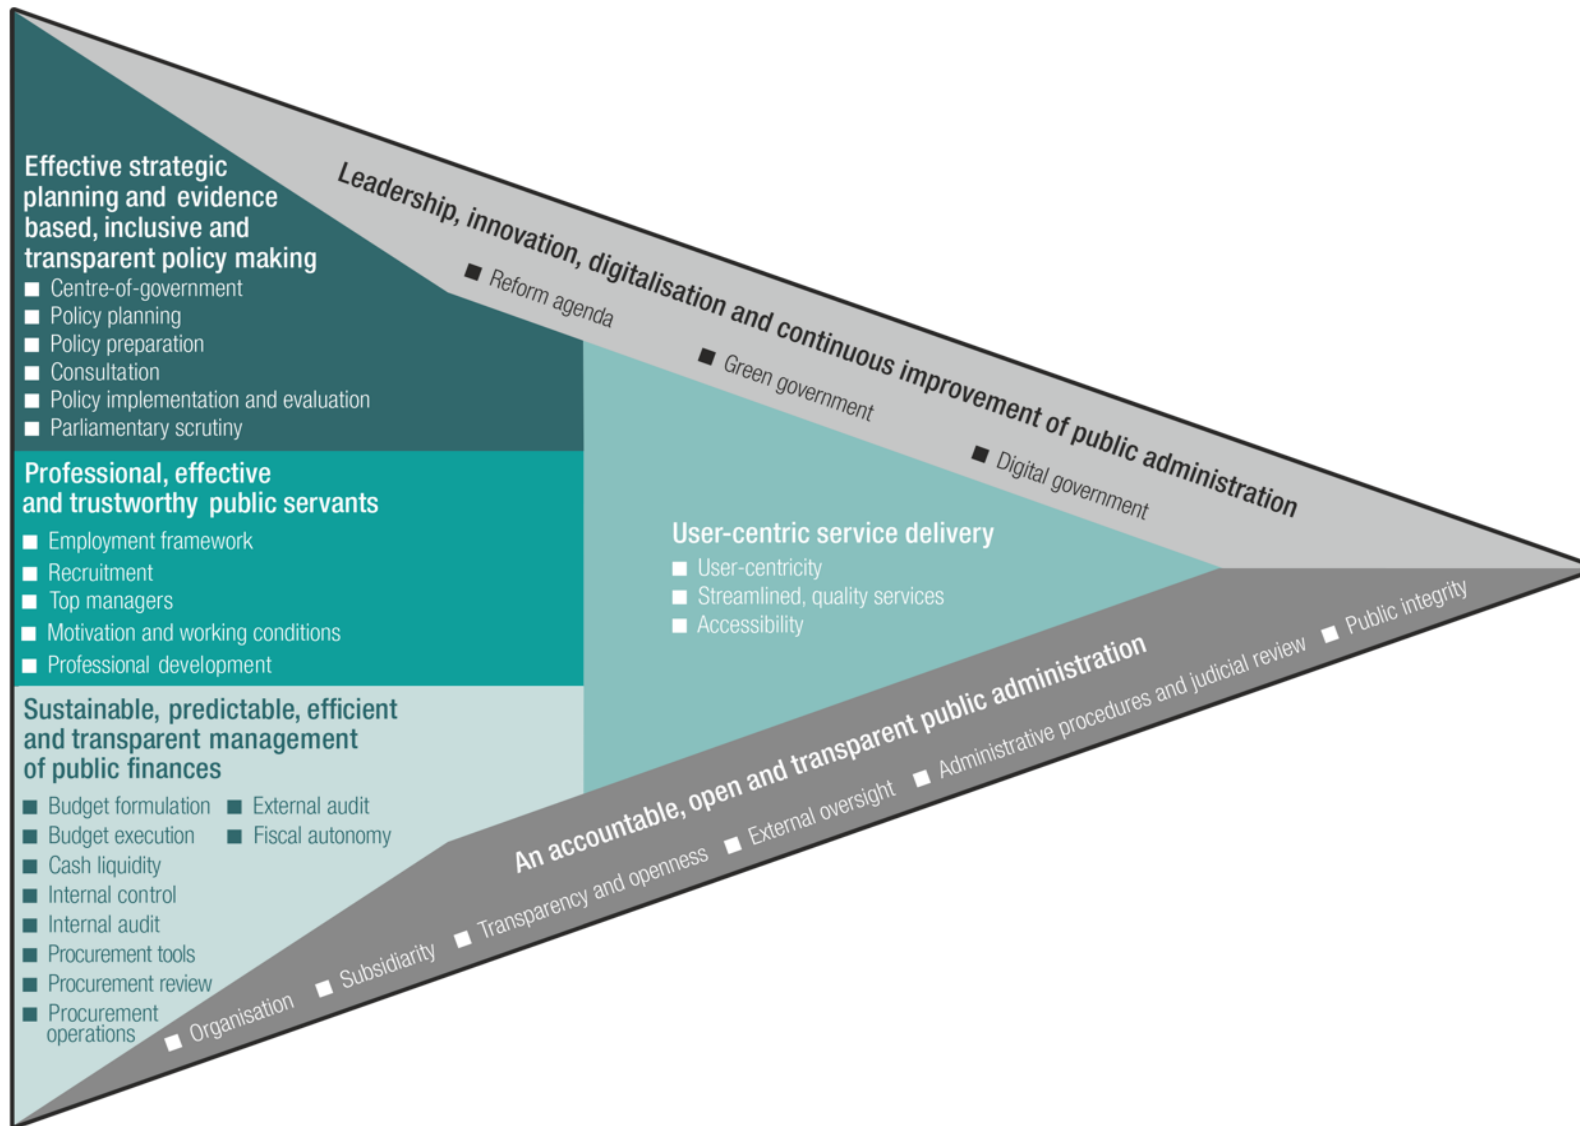 Effective strategic
planning and evidence
based, inclusive and
transparent policy making
Centre-of-government
Policy planning
Policy preparation
Consultation
Policy implementation and evaluation
Parliamentary scrutiny
Professional, effective
and trustworthy public servants
Employment framework
Recruitment
Top managers
Motivation and working conditions
Professional development
Sustainable, predictable, efficient
and transparent management
of public finances
Budget formulation
Budget execution
Cash liquidity
Internal control
Internal audit
Procurement tools
Procurement review
Procurement
operations
External audit
Fiscal autonomy
Leadership, innovation, digitalisation and continuous improvement of public administration
Reform agenda
Green government
Digital government
User-centric service delivery
User-centricity
Streamlined, quality services
Accessibility
An accountable, open and transparent public administration
Organisation
Subsidiarity
Transparency and openness
External oversight
Administrative procedures and judicial review
Public integrity